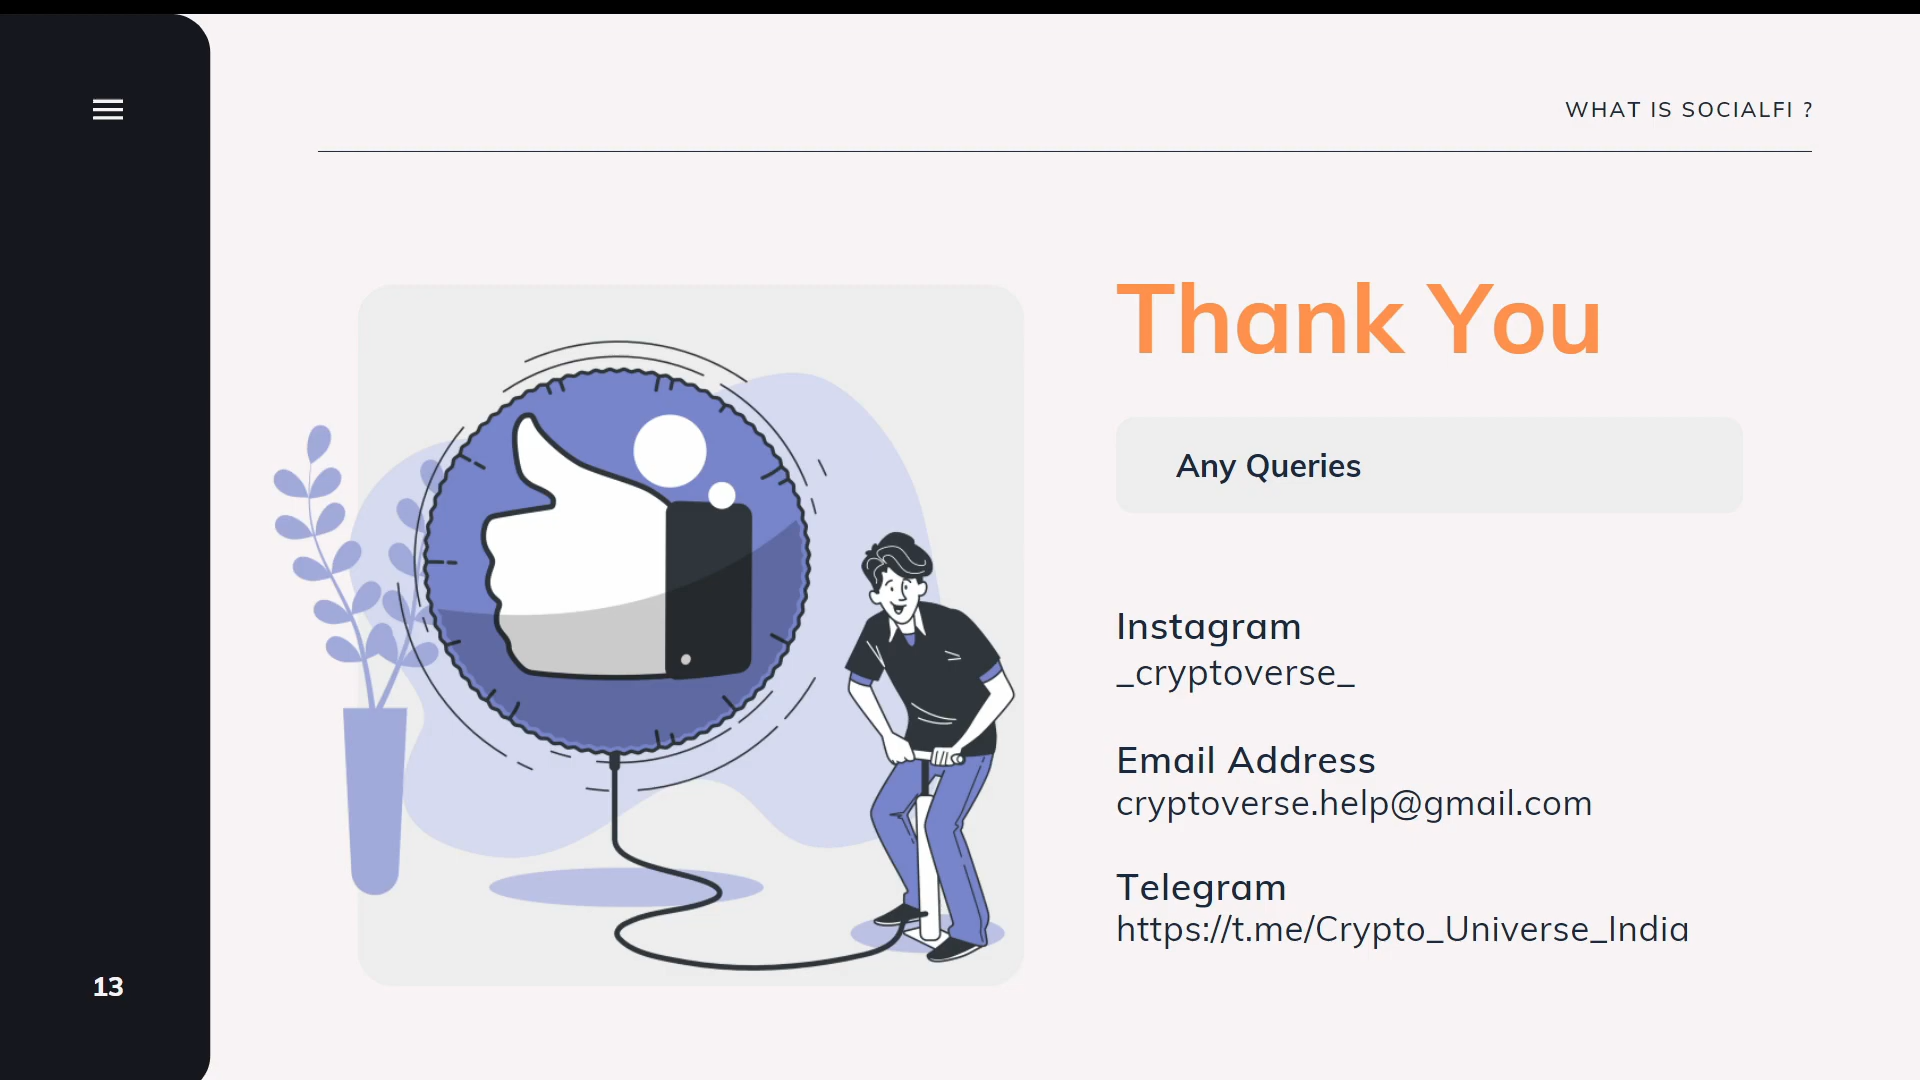 WHAT IS SOCIALFI ?
Thank You
Any Queries
Instagram
_cryptoverse_
Email Address
cryptoverse.help@gmail.com
Telegram
https://t.me/Crypto_Universe_India
13